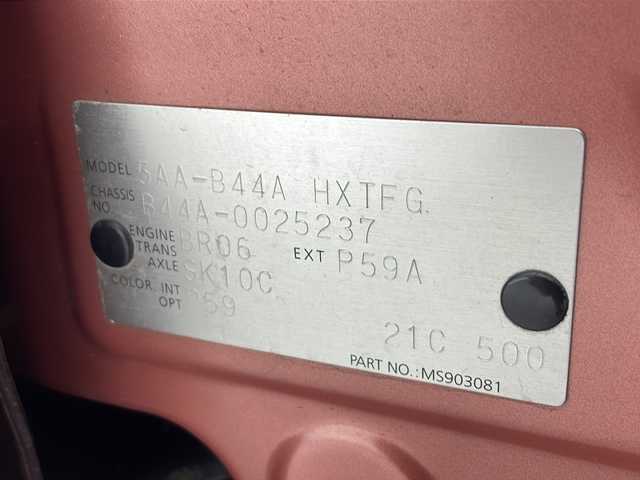 MODEL 5AA-B44A HXTFG
CHASSIS NO. B44A-0025237
ENGINE BR06 EXT P59A
TRANS AXLE SK10C
COLOR. INT
OPT P59
21C 500
PART NO.:MS903081